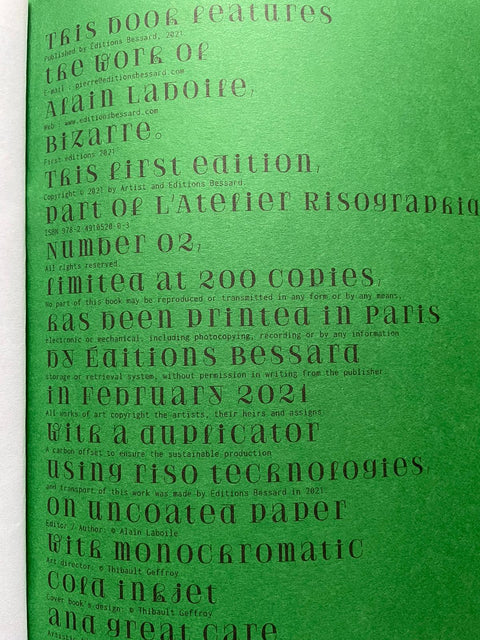 This book features
Published by Editions Bessard, 2021
the work of
E-mail : pierre@editionsbessard.com
Alain Laboile,
Web : www.editionsbessard.com
Bizarre.
First editions 2021
This first edition,
Copyright © 2021 by Artist and Editions Bessard.
part of L'Atelier Risographiq
ISBN 978-2-4910520-0-3
Number 02,
All rights reserved
limited at 200 copies,
No part of this book may be reproduced or transmitted in any form or by any means,
has been printed in Paris
electronic or mechanical, including photocopying, recording or by any information
by Éditions Bessard
storage or retrieval system, without permission in writing from the publisher.
in February 2021
All works of art copyright the artists, their heirs and assigns
with a duplicator
A carbon offset to ensure the sustainable production
using riso technologies,
and transport of this work was made by Editions Bessard in 2021.
on uncoated paper
Editor / Author: © Alain Laboile
with monochromatic
Art director: © Thibault Geffroy
Cold inkjet
Cover book's design: © Thibault Geffroy
and great care